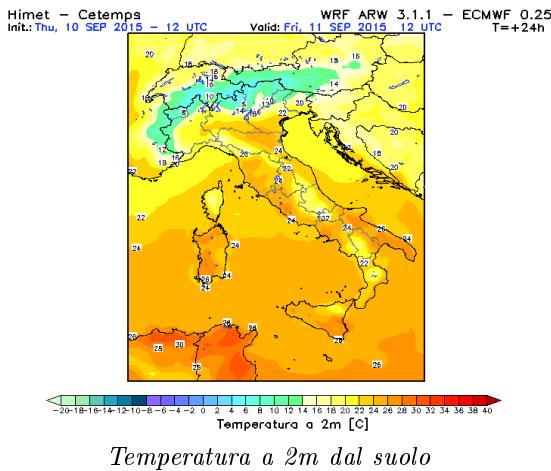 Himet – Cetemps WRF ARW 3.1.1 – ECMWF 0.25
Init.: Thu, 10 SEP 2015 – 12 UTC Valid: Fri, 11 SEP 2015 12 UTC T=+24h
-20-18-16-14-12-10-8 -6 -4 -2 0 2 4 6 8 10 12 14 16 18 20 22 24 26 28 30 32 34 36 38 40
Temperatura a 2m [C]
Temperatura a 2m dal suolo